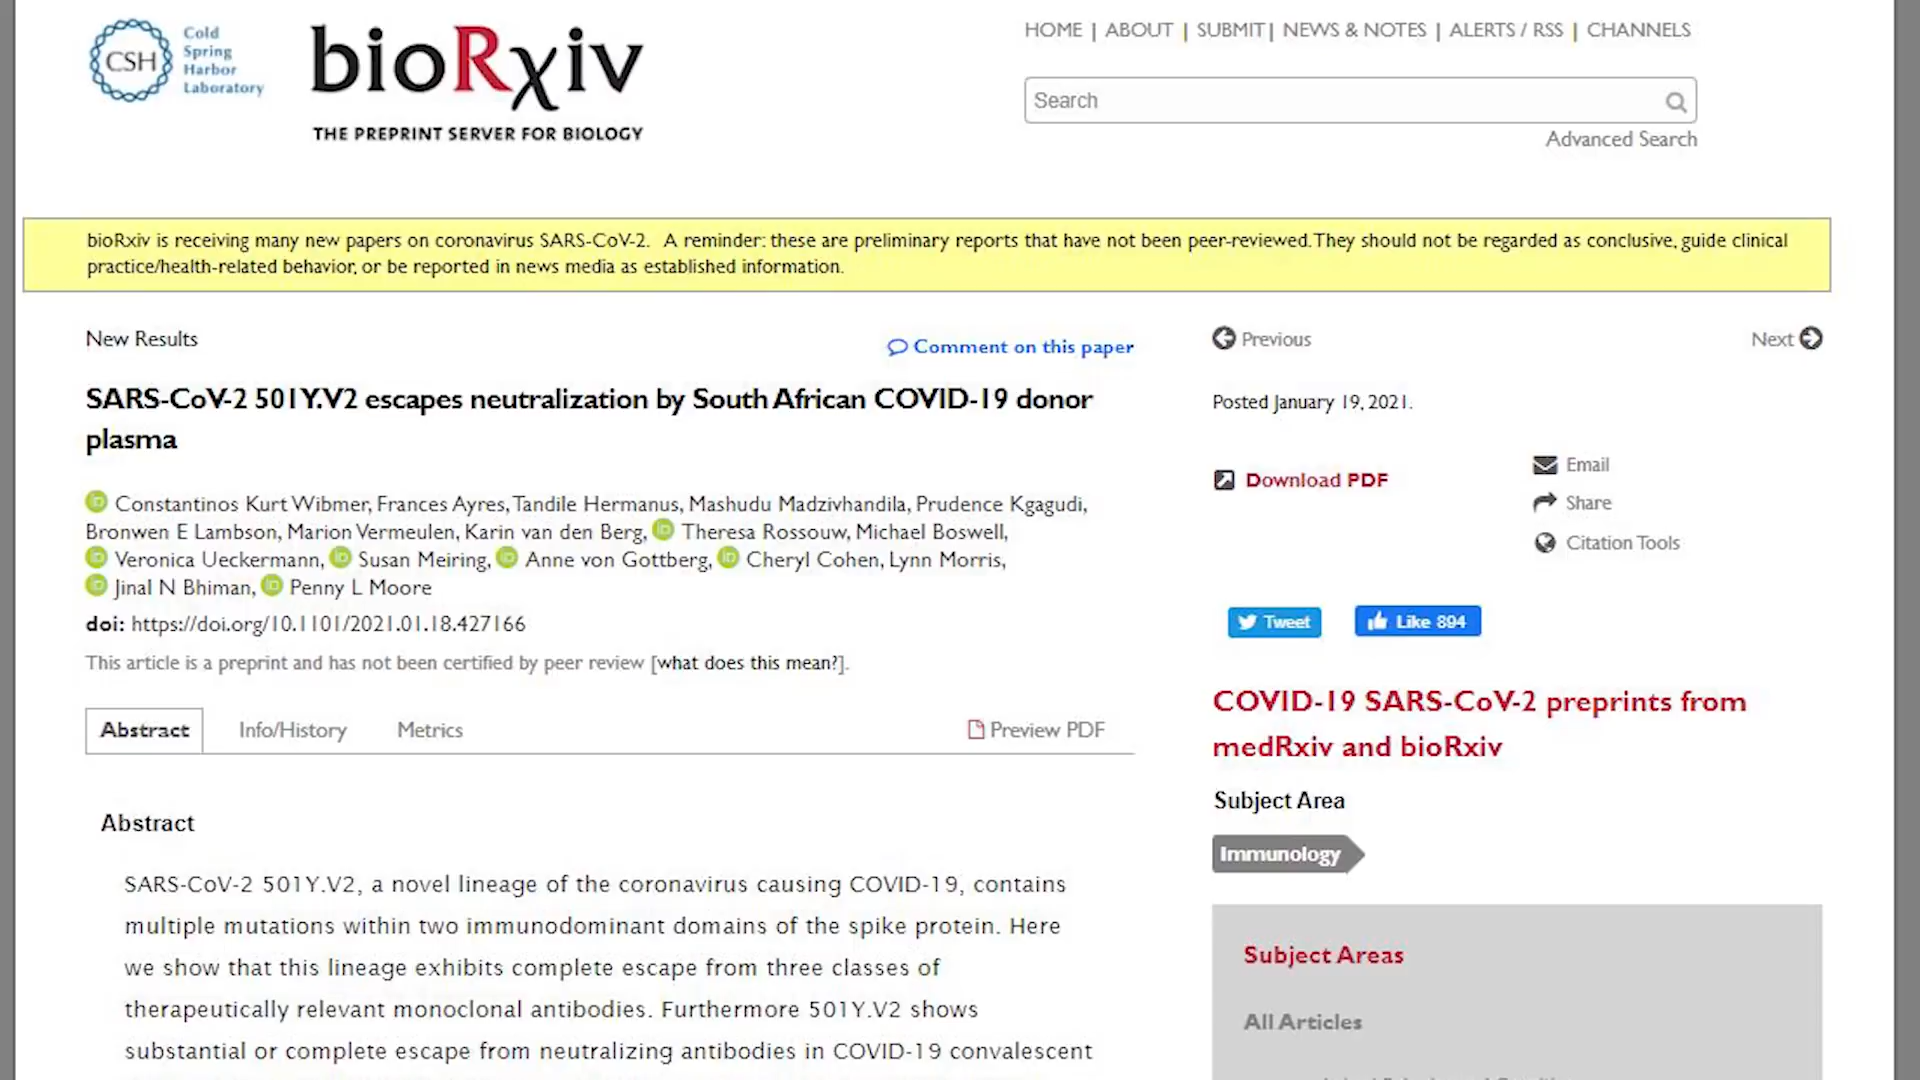 CSH
Cold
Spring
Harbor
Laboratory
bioRxiv
THE PREPRINT SERVER FOR BIOLOGY
HOME | ABOUT | SUBMIT | NEWS & NOTES | ALERTS / RSS | CHANNELS
Search
Advanced Search
bioRxiv is receiving many new papers on coronavirus SARS-CoV-2. A reminder: these are preliminary reports that have not been peer-reviewed. They should not be regarded as conclusive, guide clinical
practice/health-related behavior, or be reported in news media as established information.
New Results
Comment on this paper
SARS-CoV-2 501Y.V2 escapes neutralization by South African COVID-19 donor
plasma
iD Constantinos Kurt Wibmer, Frances Ayres, Tandile Hermanus, Mashudu Madzivhandila, Prudence Kgagudi,
Bronwen E Lambson, Marion Vermeulen, Karin van den Berg, iD Theresa Rossouw, Michael Boswell,
iD Veronica Ueckermann, iD Susan Meiring, iD Anne von Gottberg, iD Cheryl Cohen, Lynn Morris,
iD Jinal N Bhiman, iD Penny L Moore
doi: https://doi.org/10.1101/2021.01.18.427166
This article is a preprint and has not been certified by peer review [what does this mean?].
Abstract
Info/History
Metrics
Preview PDF
Abstract
SARS-CoV-2 501Y.V2, a novel lineage of the coronavirus causing COVID-19, contains
multiple mutations within two immunodominant domains of the spike protein. Here
we show that this lineage exhibits complete escape from three classes of
therapeutically relevant monoclonal antibodies. Furthermore 501Y.V2 shows
substantial or complete escape from neutralizing antibodies in COVID-19 convalescent
Previous
Next
Posted January 19, 2021.
Download PDF
Email
Share
Citation Tools
Tweet
Like 894
COVID-19 SARS-CoV-2 preprints from
medRxiv and bioRxiv
Subject Area
Immunology
Subject Areas
All Articles